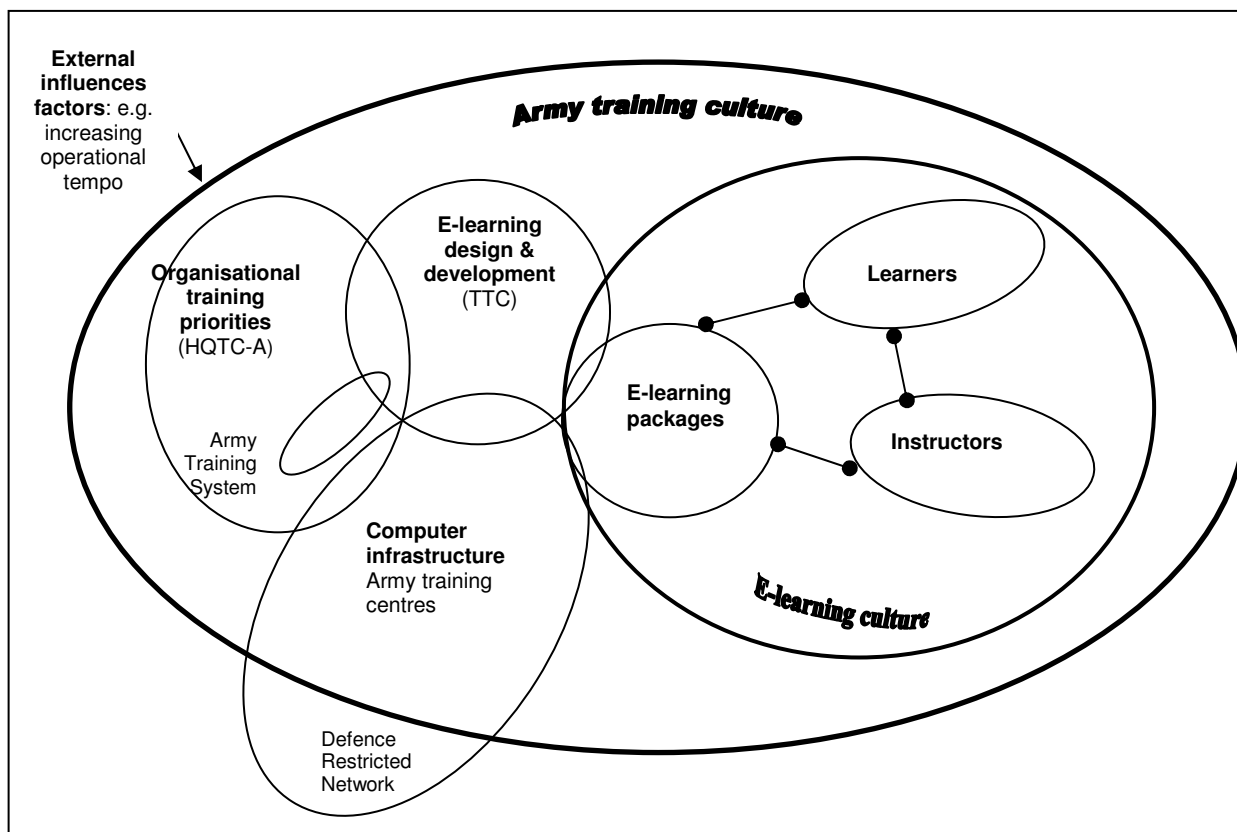 External
influences
factors: e.g.
increasing
operational
tempo
Army training culture
E-learning
design &
development
(TTC)
Organisational
training
priorities
(HQTC-A)
Learners
E-learning
packages
Instructors
Army
Training
System
Computer
infrastructure
Army training
centres
E-learning culture
Defence
Restricted
Network